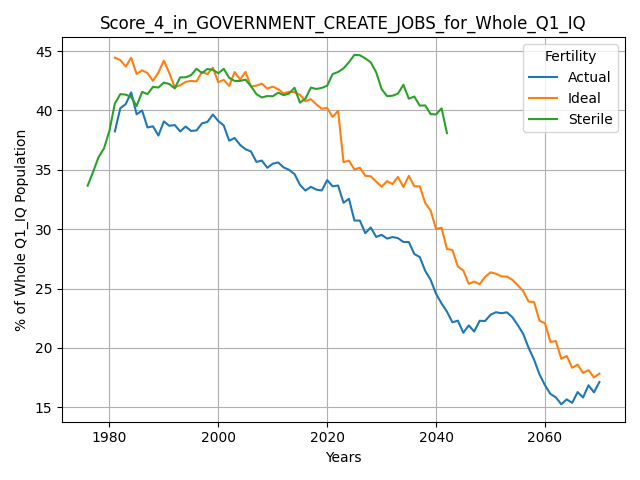 Score_4_in_GOVERNMENT_CREATE_JOBS_for_Whole_Q1_IQ
% of Whole Q1_IQ Population
45
40
35
30
25
20
15
Fertility
Actual
Ideal
Sterile
1980 2000 2020 2040 2060
Years